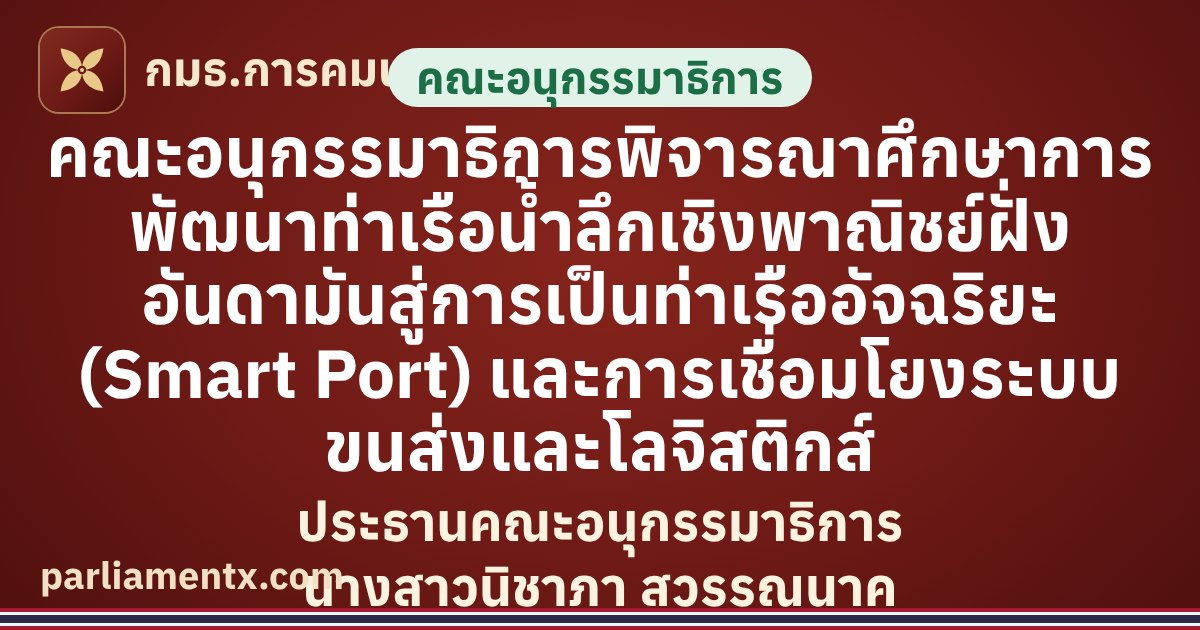 กมธ.การคม
คณะอนุกรรมาธิการ
คณะอนุกรรมาธิการพิจารณาศึกษาการ
พัฒนาท่าเรือน้ำลึกเชิงพาณิชย์ฝั่ง
อันดามันสู่การเป็นท่าเรืออัจฉริยะ
(Smart Port) และการเชื่อมโยงระบบ
ขนส่งและโลจิสติกส์
ประธานคณะอนุกรรมาธิการ
นางสาวนิชาภา สวรรณนาค
parliamentx.com